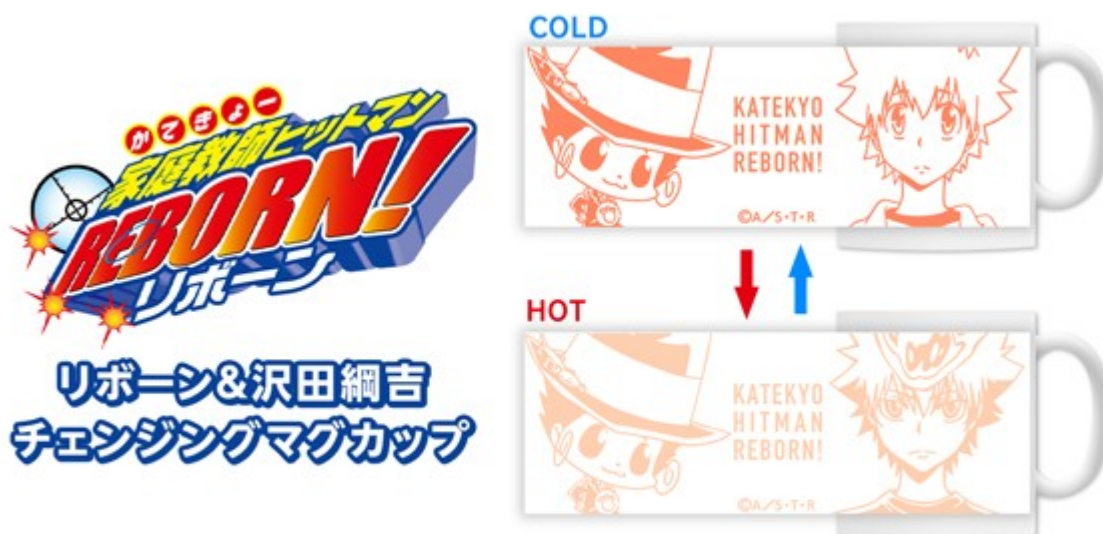 かてきょー
家庭教師ヒットマン
REBORN!
リボーン
リボーン&沢田綱吉
チェンジングマグカップ
COLD
KATEKYO
HITMAN
REBORN!
©A/S・T・R
HOT
KATEKYO
HITMAN
REBORN!
©A/S・T・R